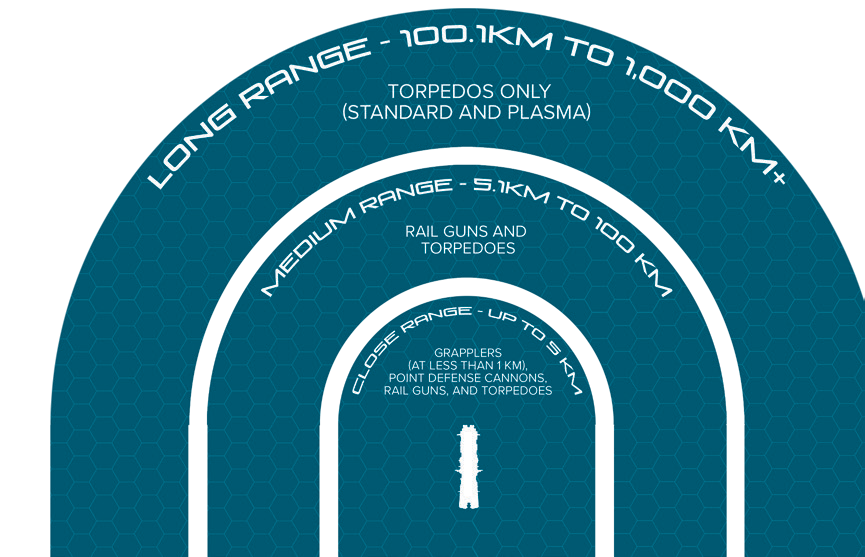 LONG RANGE - 100.1KM TO 1,000 KM+
TORPEDOS ONLY
(STANDARD AND PLASMA)
MEDIUM RANGE - 5.1KM TO 100 KM
RAIL GUNS AND
TORPEDOES
CLOSE RANGE - UP TO 5 KM
GRAPPLERS
(AT LESS THAN 1 KM),
POINT DEFENSE CANNONS,
RAIL GUNS, AND TORPEDOES